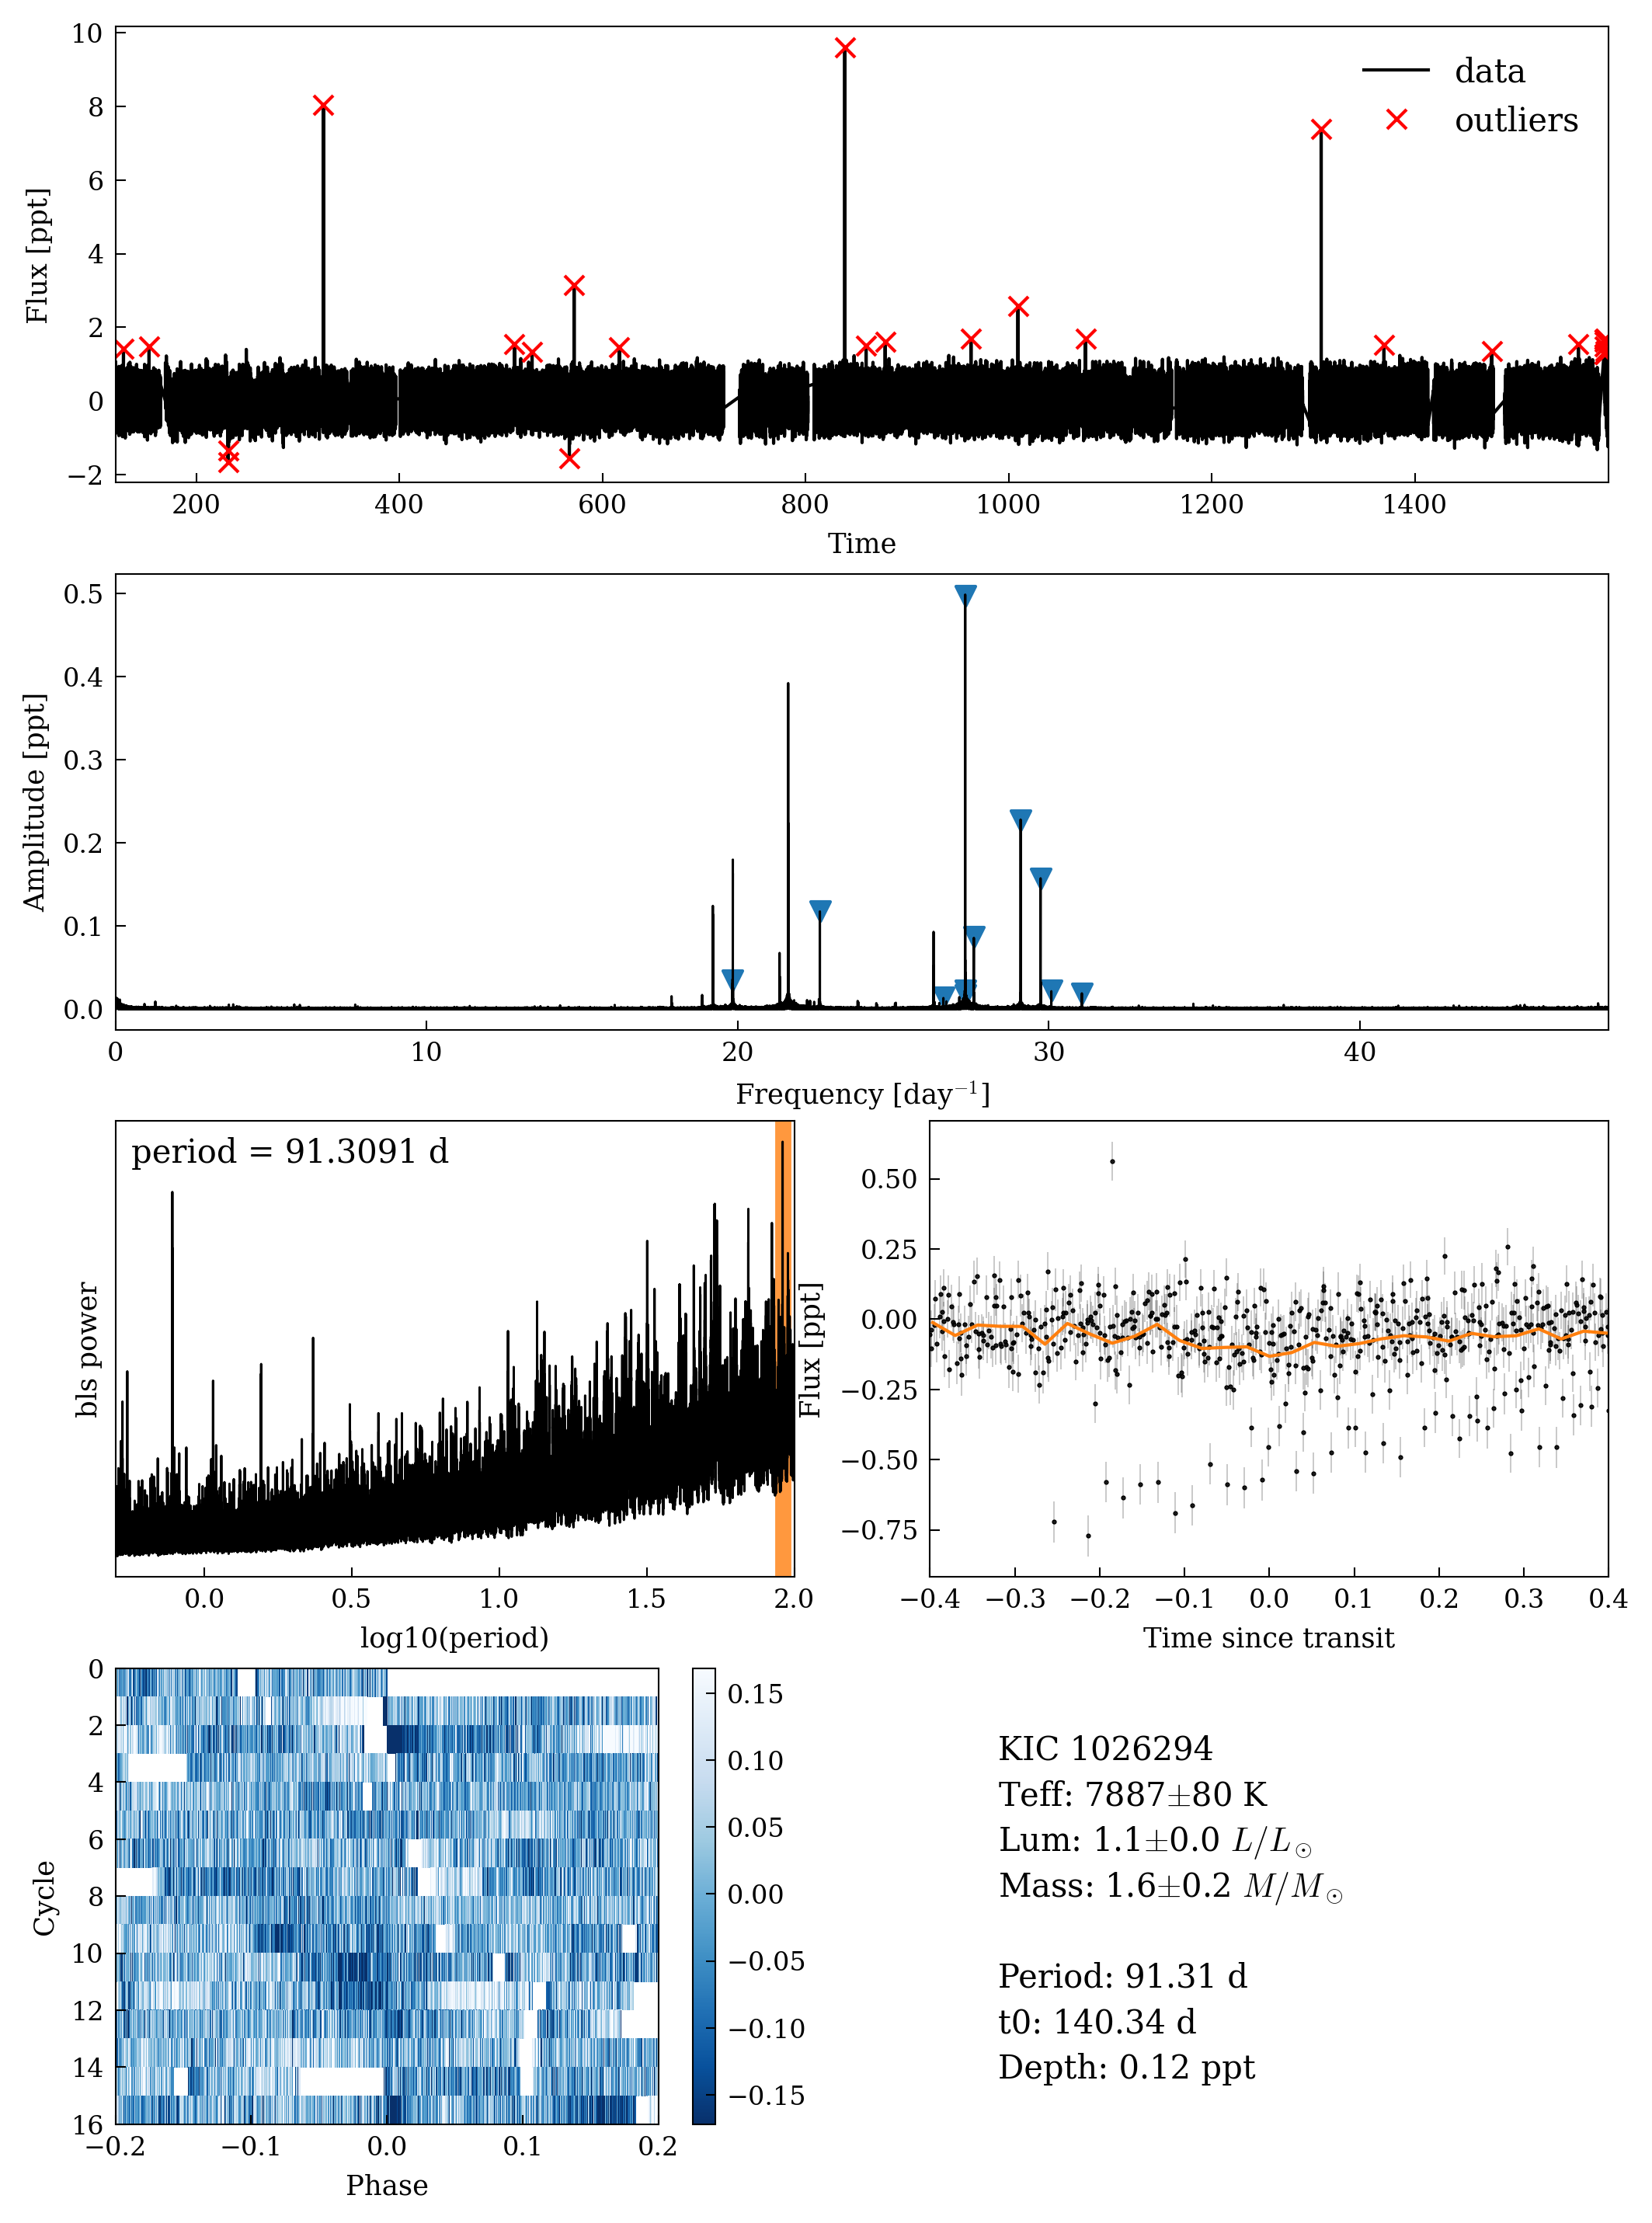 10
8
6
4
2
0
−2
Flux [ppt]
data
outliers
200 400 600 800 1000 1200 1400
Time
0.5
0.4
0.3
0.2
0.1
0.0
Amplitude [ppt]
0 10 20 30 40
Frequency [day⁻¹]
period = 91.3091 d
bls power
0.0 0.5 1.0 1.5 2.0
log10(period)
0.50
0.25
0.00
−0.25
−0.50
−0.75
Flux [ppt]
−0.4 −0.3 −0.2 −0.1 0.0 0.1 0.2 0.3 0.4
Time since transit
0
2
4
6
8
10
12
14
16
Cycle
−0.2 −0.1 0.0 0.1 0.2
Phase
0.15
0.10
0.05
0.00
−0.05
−0.10
−0.15
KIC 1026294
Teff: 7887±80 K
Lum: 1.1±0.0 L/L⊙
Mass: 1.6±0.2 M/M⊙
Period: 91.31 d
t0: 140.34 d
Depth: 0.12 ppt